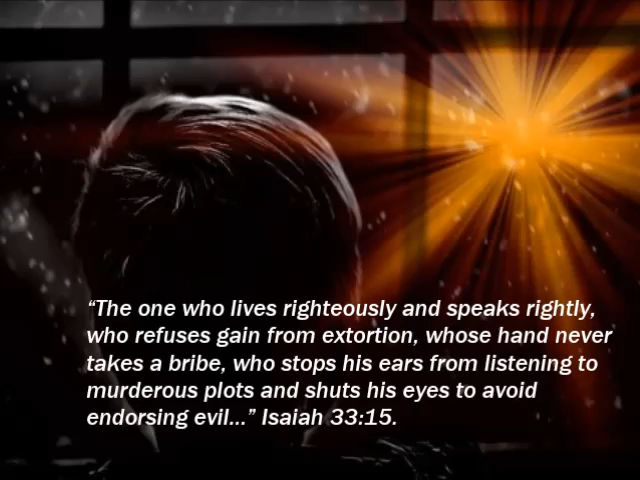 “The one who lives righteously and speaks rightly,
who refuses gain from extortion, whose hand never
takes a bribe, who stops his ears from listening to
murderous plots and shuts his eyes to avoid
endorsing evil...” Isaiah 33:15.